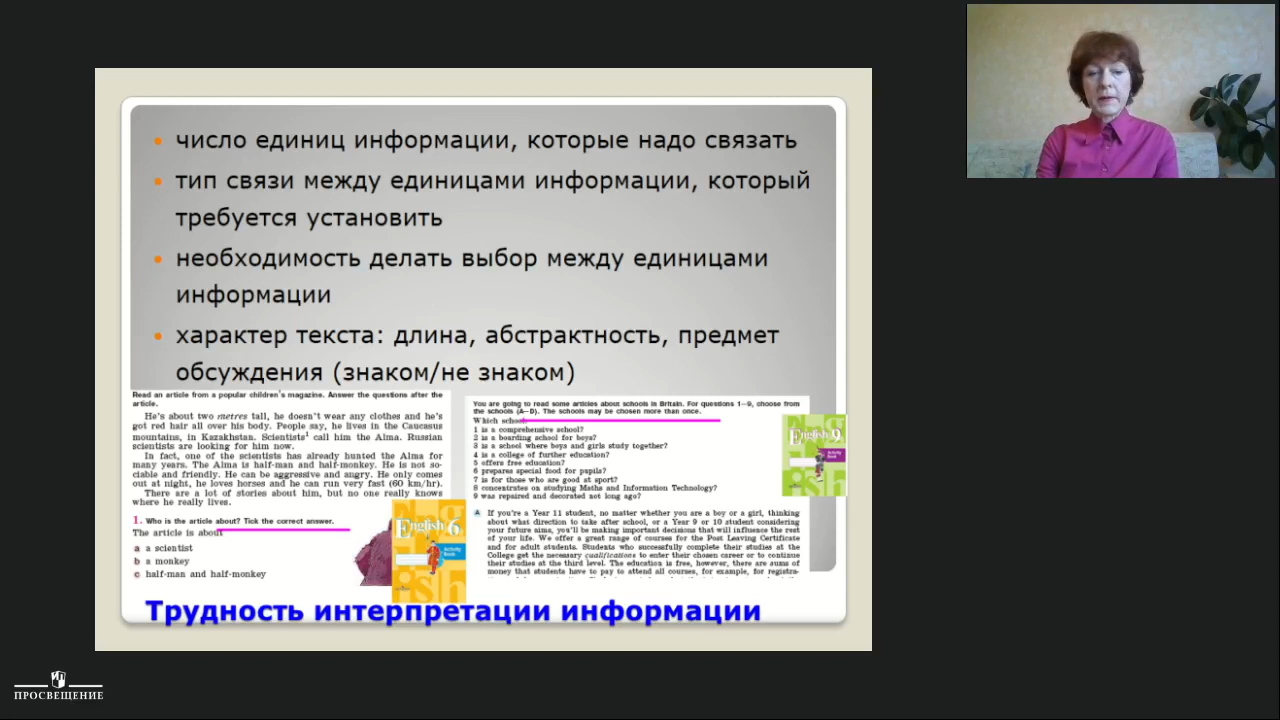 число единиц информации, которые надо связать
тип связи между единицами информации, который
требуется установить
необходимость делать выбор между единицами
информации
характер текста: длина, абстрактность, предмет
обсуждения (знаком/не знаком)
Read an article from a popular children's magazine. Answer the questions after the
article.
He's about two metres tall, he doesn't wear any clothes and he's
got red hair all over his body. People say, he lives in the Caucasus
mountains, in Kazakhstan. Scientists¹ call him the Alma. Russian
scientists are looking for him now.
In fact, one of the scientists has already hunted the Alma for
many years. The Alma is half-man and half-monkey. He is not so-
ciable and friendly. He can be aggressive and angry. He only comes
out at night, he loves horses and he can run very fast (60 km/hr).
There are a lot of stories about him, but no one really knows
where he really lives.
1. Who is the article about? Tick the correct answer.
The article is about
a a scientist
b a monkey
c half-man and half-monkey
English 6
Activity
Book
You are going to read some articles about schools in Britain. For questions 1–9, choose from
the schools (A–D). The schools may be chosen more than once.
Which school
1 is a comprehensive school?
2 is a boarding school for boys?
3 is a school where boys and girls study together?
4 is a college of further education?
5 offers free education?
6 prepares special food for pupils?
7 is for those who are good at sport?
8 concentrates on studying Maths and Information Technology?
9 was repaired and decorated not long ago?
A If you're a Year 11 student, no matter whether you are a boy or a girl, thinking
about what direction to take after school, or a Year 9 or 10 student considering
your future aims, you'll be making important decisions that will influence the rest
of your life. We offer a great range of courses for the Post Leaving Certificate
and for adult students. Students who successfully complete their studies at the
College get the necessary qualifications to enter their chosen career or to continue
their studies at the third level. The education is free, however, there are sums of
money that students have to pay to attend all courses, for example, for registra-
English 9
Activity
Book
Трудность интерпретации информации
ПРОСВЕЩЕНИЕ